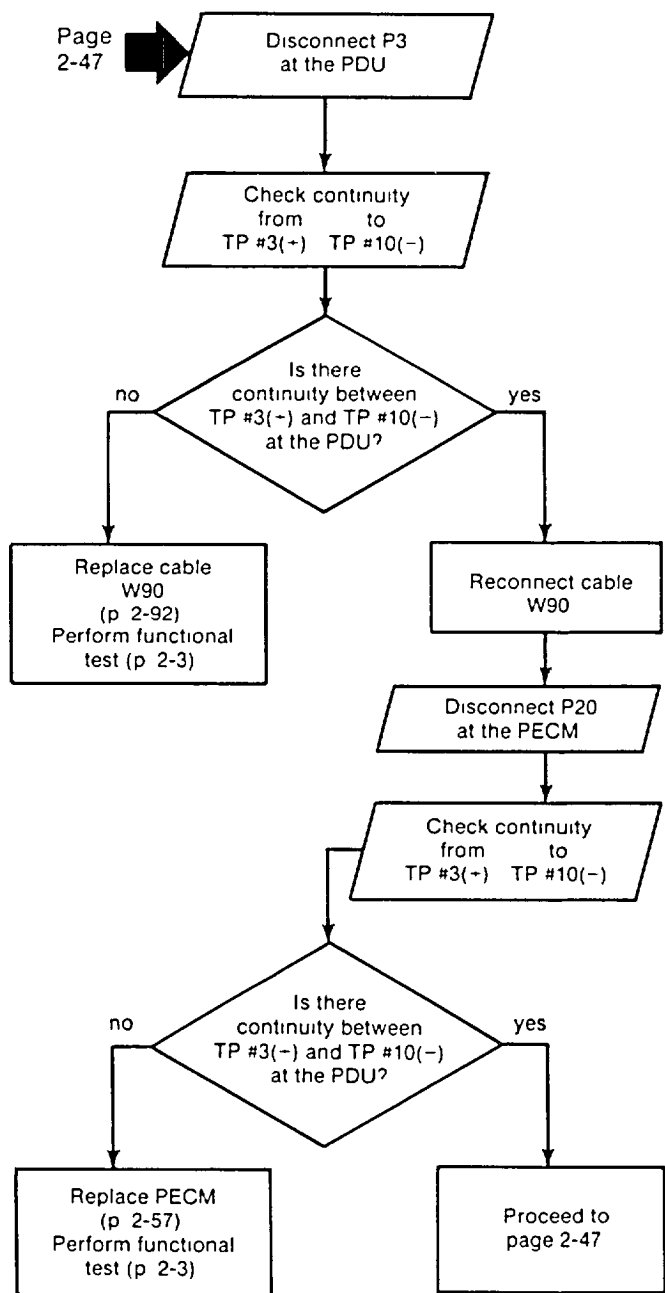 Page
2-47
Disconnect P3
at the PDU
Check continuity
from to
TP #3(+) TP #10(−)
Is there
continuity between
TP #3(+) and TP #10(−)
at the PDU?
no
yes
Replace cable
W90
(p 2-92)
Perform functional
test (p 2-3)
Reconnect cable
W90
Disconnect P20
at the PECM
Check continuity
from to
TP #3(+) TP #10(−)
Is there
continuity between
TP #3(+) and TP #10(−)
at the PDU?
no
yes
Replace PECM
(p 2-57)
Perform functional
test (p 2-3)
Proceed to
page 2-47